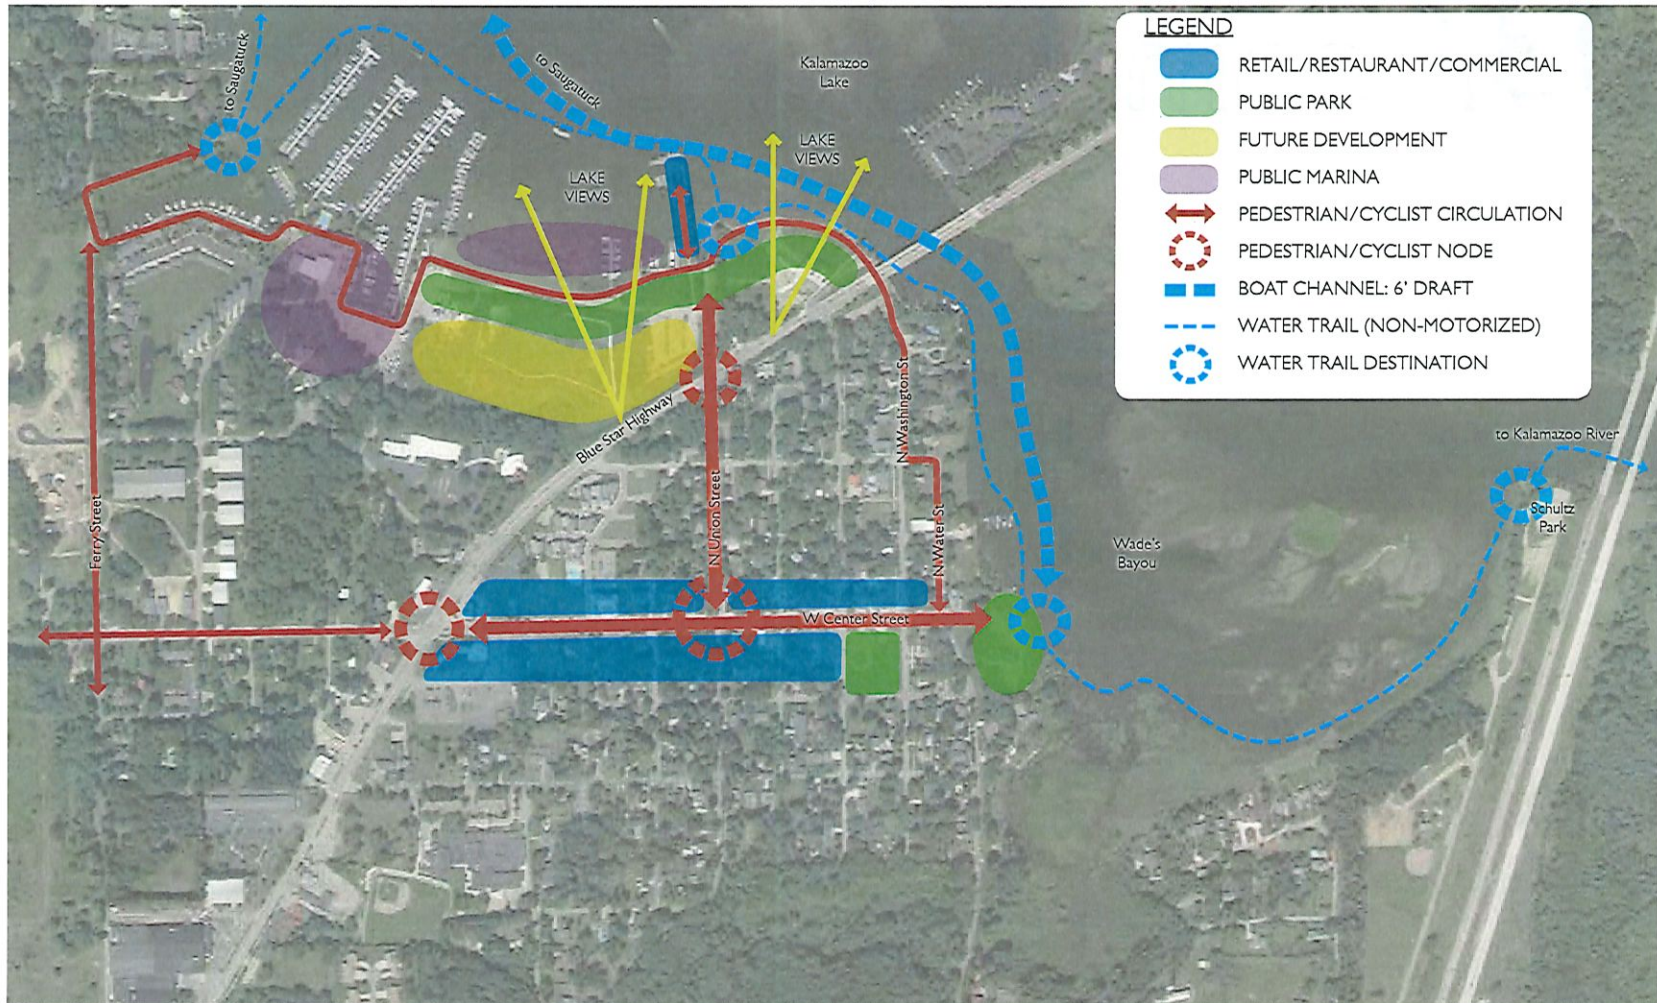 LEGEND
RETAIL/RESTAURANT/COMMERCIAL
PUBLIC PARK
FUTURE DEVELOPMENT
PUBLIC MARINA
PEDESTRIAN/CYCLIST CIRCULATION
PEDESTRIAN/CYCLIST NODE
BOAT CHANNEL: 6' DRAFT
WATER TRAIL (NON-MOTORIZED)
WATER TRAIL DESTINATION
to Saugatuck
to Saugatuck
Kalamazoo
Lake
LAKE
VIEWS
LAKE
VIEWS
Blue Star Highway
N Washington St
to Kalamazoo River
Schultz
Park
Ferry Street
N Union Street
N Water St
Wade's
Bayou
W Center Street